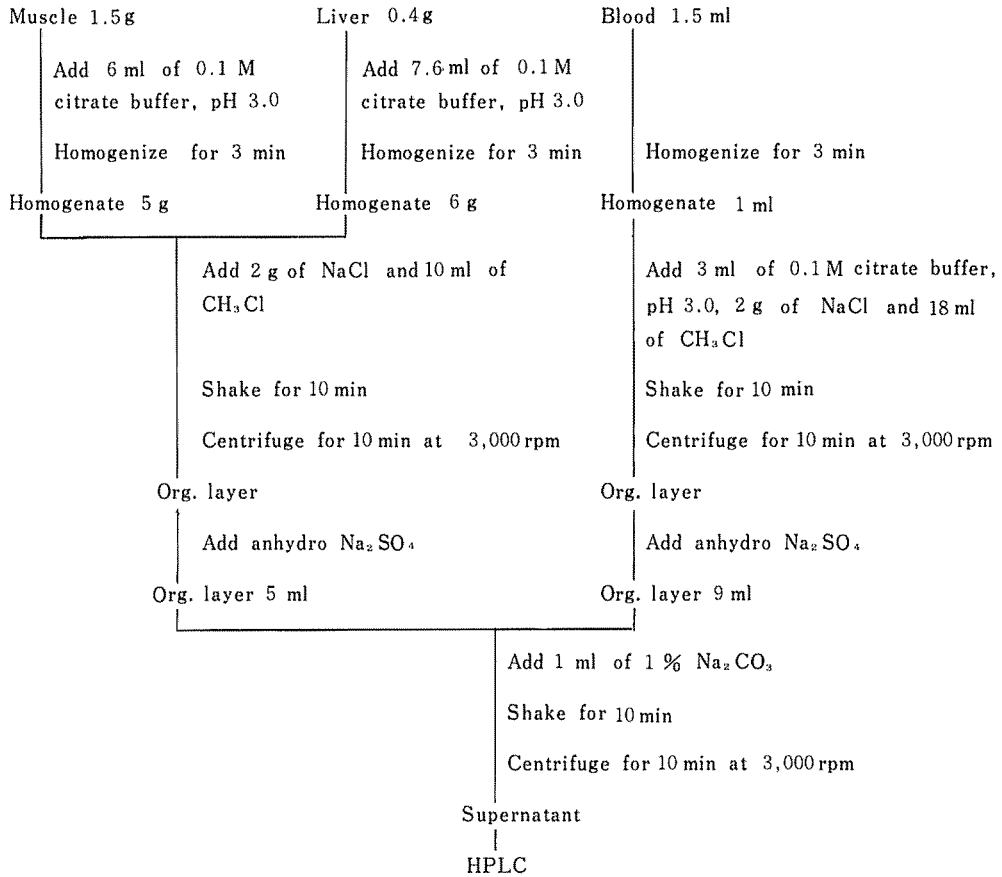 Muscle 1.5g
Liver 0.4g
Blood 1.5 ml
Add 6 ml of 0.1 M
citrate buffer, pH 3.0
Add 7.6 ml of 0.1M
citrate buffer, pH 3.0
Homogenize for 3 min
Homogenize for 3 min
Homogenize for 3 min
Homogenate 5 g
Homogenate 6 g
Homogenate 1 ml
Add 2 g of NaCl and 10 ml of
CH₃Cl
Add 3 ml of 0.1M citrate buffer,
pH 3.0, 2 g of NaCl and 18 ml
of CH₃Cl
Shake for 10 min
Shake for 10 min
Centrifuge for 10 min at 3,000 rpm
Centrifuge for 10 min at 3,000 rpm
Org. layer
Org. layer
Add anhydro Na₂SO₄
Add anhydro Na₂SO₄
Org. layer 5 ml
Org. layer 9 ml
Add 1 ml of 1 % Na₂CO₃
Shake for 10 min
Centrifuge for 10 min at 3,000 rpm
Supernatant
HPLC